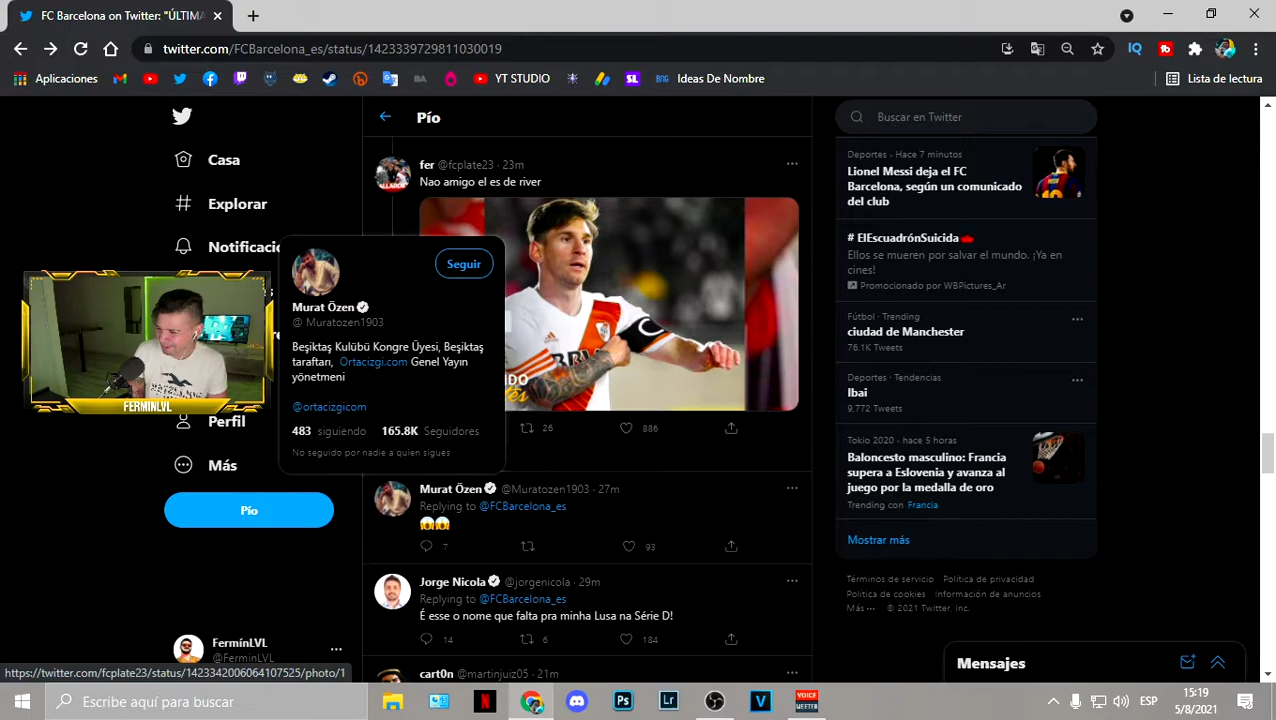 FC Barcelona on Twitter: "ÚLTIMA
twitter.com/FCBarcelona_es/status/1423339729811030019
Aplicaciones
YT STUDIO
Ideas De Nombre
Lista de lectura
Casa
Explorar
Notificacio
Perfil
Más
Pío
FERMINLVL
FermínLVL
@FerminLVL
Pío
fer @fcplate23 · 23m
Nao amigo el es de river
26
886
Seguir
Murat Özen
@ Muratozen1903
Beşiktaş Kulübü Kongre Üyesi, Beşiktaş
taraftarı, Ortacizgi.com Genel Yayın
yönetmeni
@ortacizgicom
483 siguiendo 165.8K Seguidores
No seguido por nadie a quien sigues
Murat Özen @Muratozen1903 · 27m
Replying to @FCBarcelona_es
😱😱
7
93
Jorge Nicola @jorgenicola · 29m
Replying to @FCBarcelona_es
É esse o nome que falta pra minha Lusa na Série D!
14
6
184
cart0n @martinjuiz05 · 21m
Buscar en Twitter
Deportes · Hace 7 minutos
Lionel Messi deja el FC
Barcelona, según un comunicado
del club
# ElEscuadrónSuicida
Ellos se mueren por salvar el mundo. ¡Ya en
cines!
Promocionado por WBPictures_Ar
Fútbol · Trending
ciudad de Manchester
76.1K Tweets
Deportes · Tendencias
Ibai
9.772 Tweets
Tokio 2020 · hace 5 horas
Baloncesto masculino: Francia
supera a Eslovenia y avanza al
juego por la medalla de oro
Trending con Francia
Mostrar más
Términos de servicio Política de privacidad
Política de cookies Información de anuncios
Más ··· © 2021 Twitter, Inc.
Mensajes
https://twitter.com/fcplate23/status/1423342006064107525/photo/1
Escribe aquí para buscar
ESP
15:19
5/8/2021